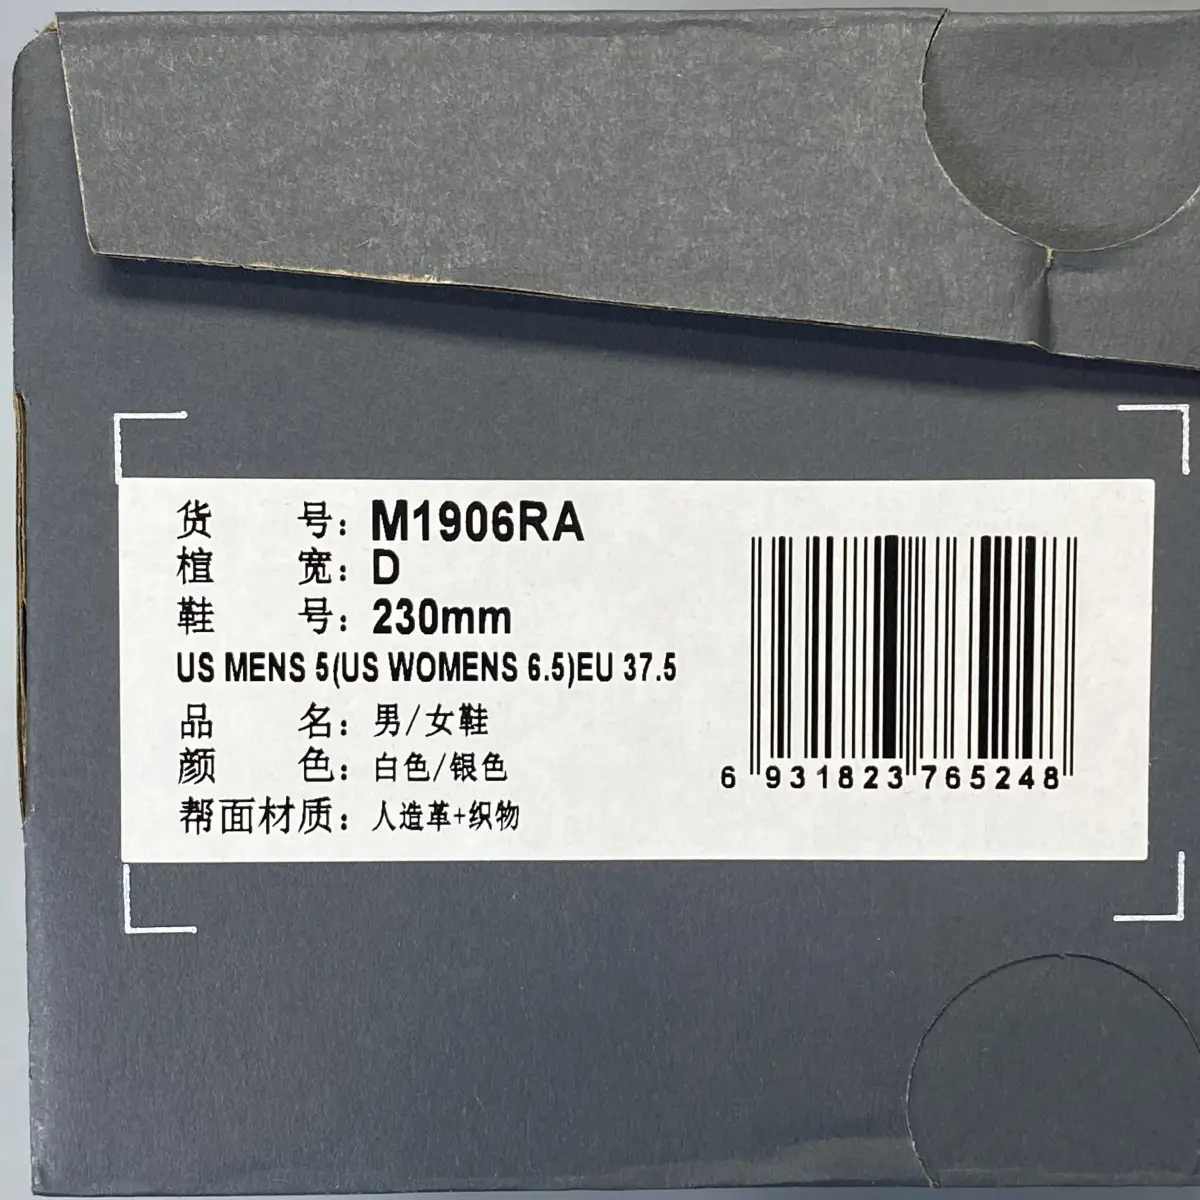 货 号：M1906RA
楦 宽：D
鞋 号：230mm
US MENS 5(US WOMENS 6.5)EU 37.5
品 名：男/女鞋
颜 色：白色/银色
帮面材质：人造革+织物
6 931823 765248